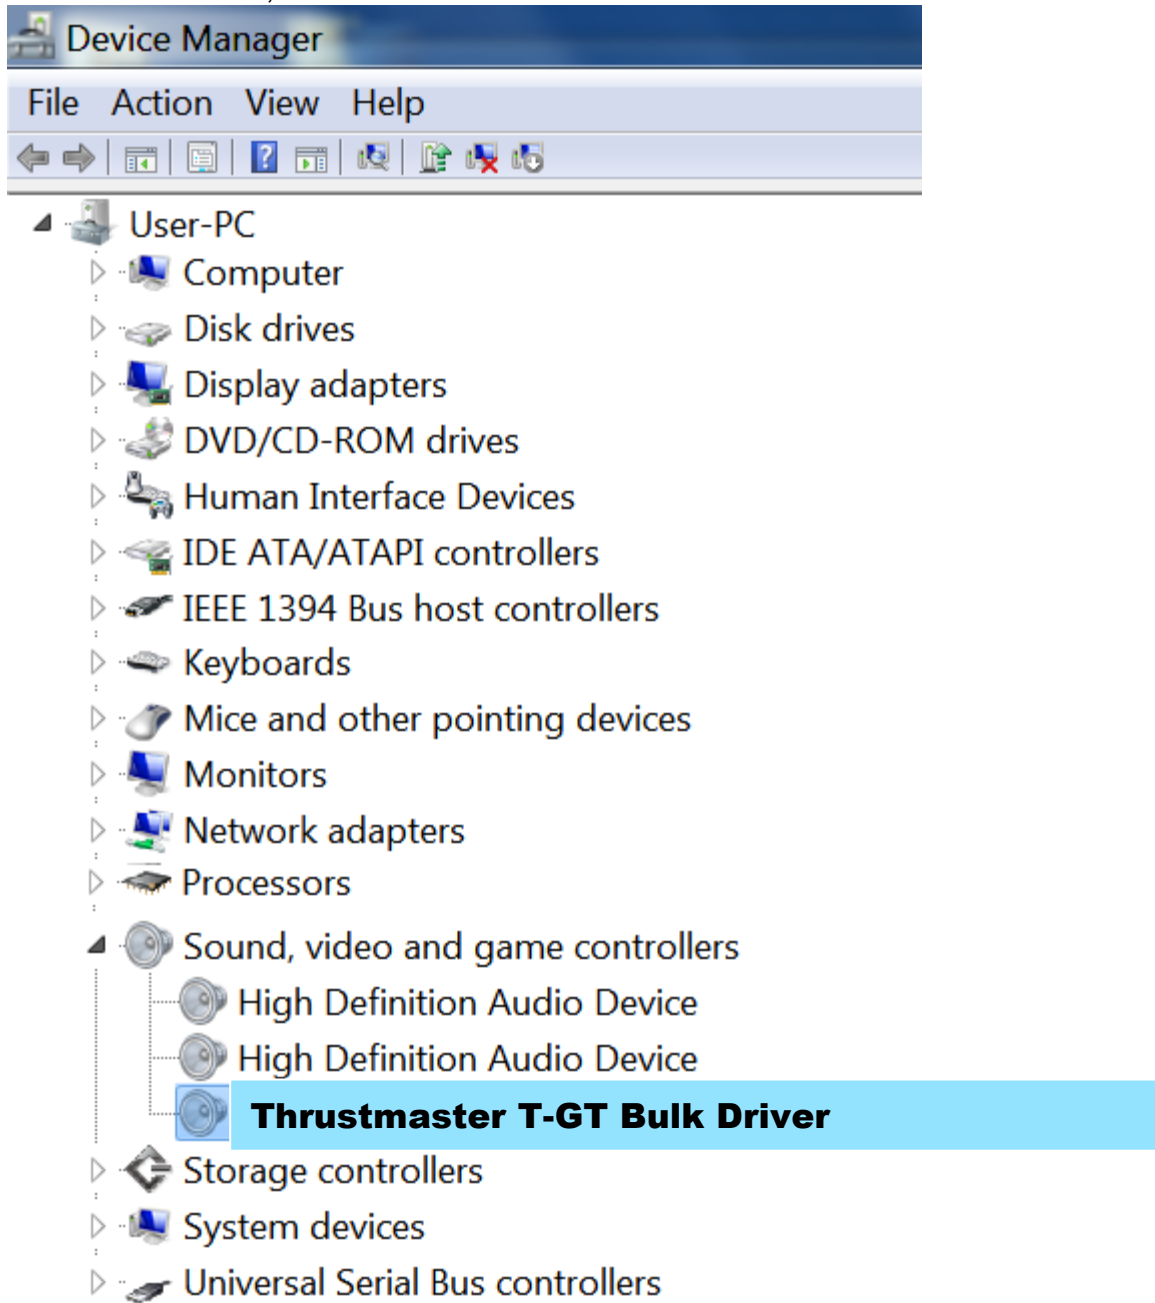 Device Manager
File Action View Help
User-PC
Computer
Disk drives
Display adapters
DVD/CD-ROM drives
Human Interface Devices
IDE ATA/ATAPI controllers
IEEE 1394 Bus host controllers
Keyboards
Mice and other pointing devices
Monitors
Network adapters
Processors
Sound, video and game controllers
High Definition Audio Device
High Definition Audio Device
Thrustmaster T-GT Bulk Driver
Storage controllers
System devices
Universal Serial Bus controllers